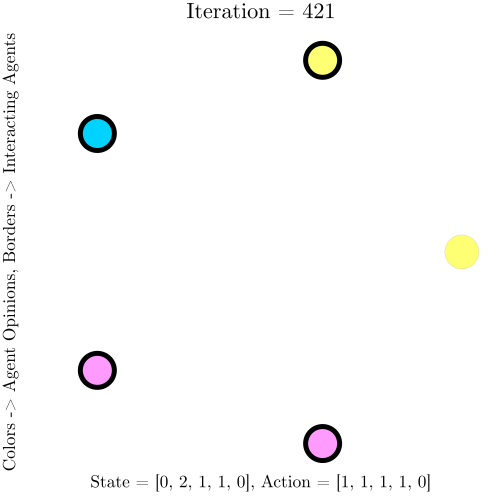 Iteration = 421
Colors -> Agent Opinions, Borders -> Interacting Agents
State = [0, 2, 1, 1, 0], Action = [1, 1, 1, 1, 0]